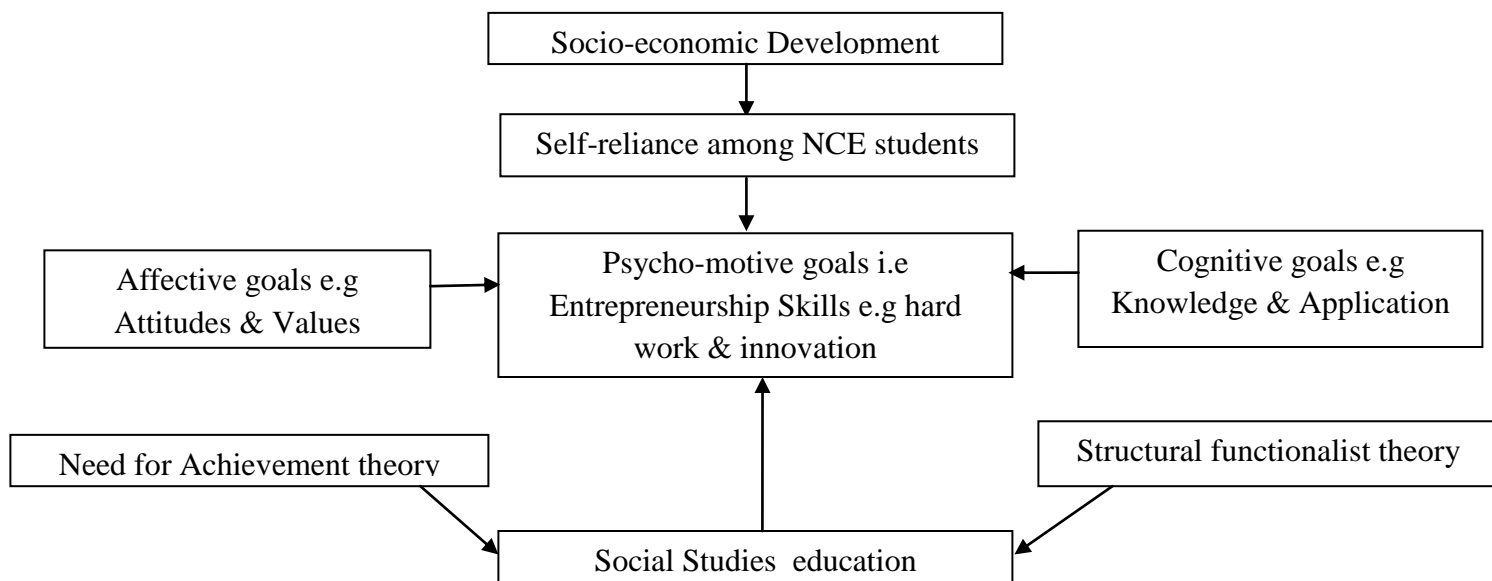 Socio-economic Development
Self-reliance among NCE students
Affective goals e.g
Attitudes & Values
Psycho-motive goals i.e
Entrepreneurship Skills e.g hard
work & innovation
Cognitive goals e.g
Knowledge & Application
Need for Achievement theory
Structural functionalist theory
Social Studies education